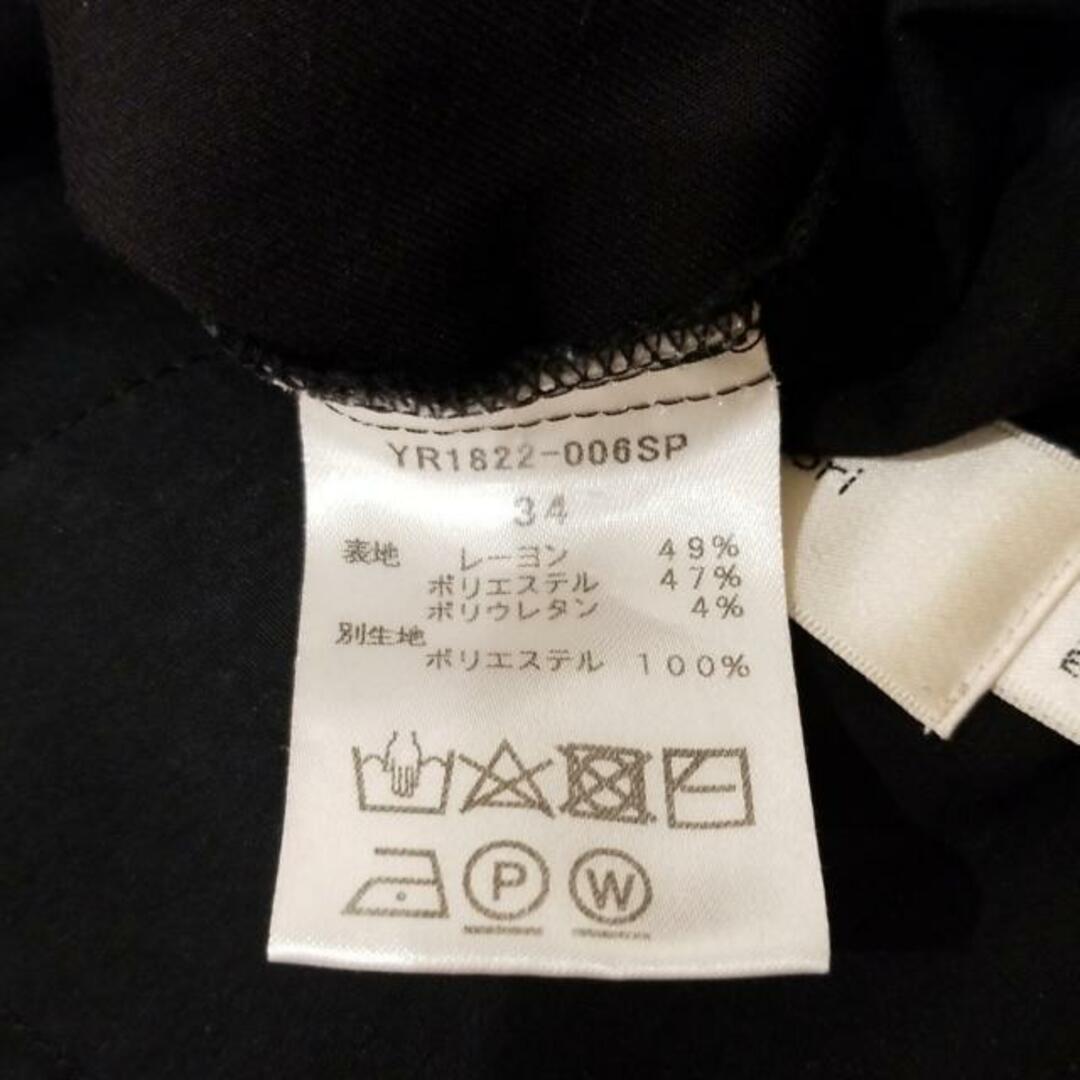 YR1822-006SP
34
表地 レーヨン 49%
ポリエステル 47%
ポリウレタン 4%
別生地
ポリエステル 100%
P W